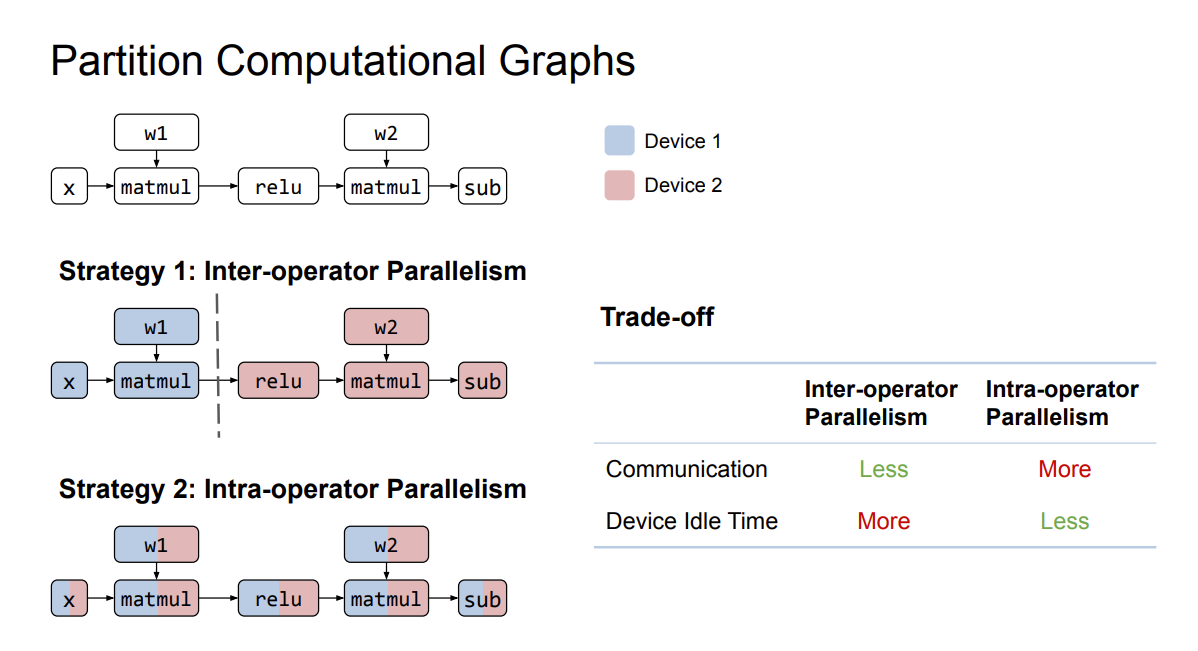 Partition Computational Graphs
w1
w2
x
matmul
relu
matmul
sub
Device 1
Device 2
Strategy 1: Inter-operator Parallelism
w1
w2
x
matmul
relu
matmul
sub
Strategy 2: Intra-operator Parallelism
w1
w2
x
matmul
relu
matmul
sub
Trade-off
Inter-operator Parallelism
Intra-operator Parallelism
Communication
Less
More
Device Idle Time
More
Less